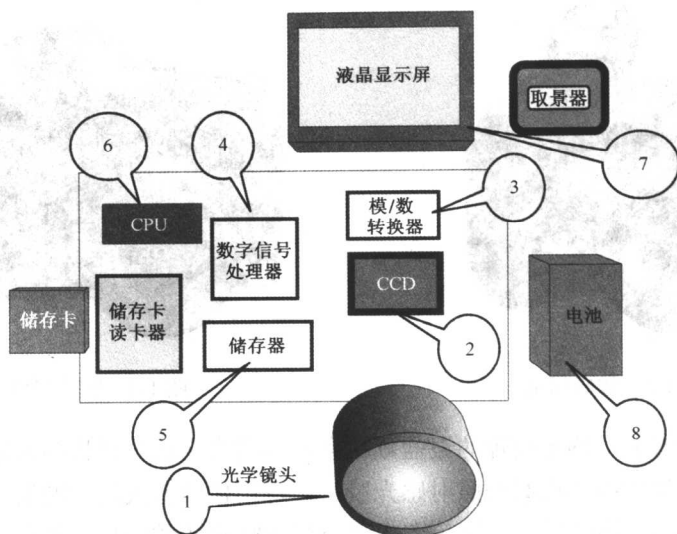 液晶显示屏
取景器
6
4
7
3
CPU
模/数
转换器
数字信号
处理器
CCD
储存卡
储存卡
读卡器
电池
储存器
2
5
8
光学镜头
1